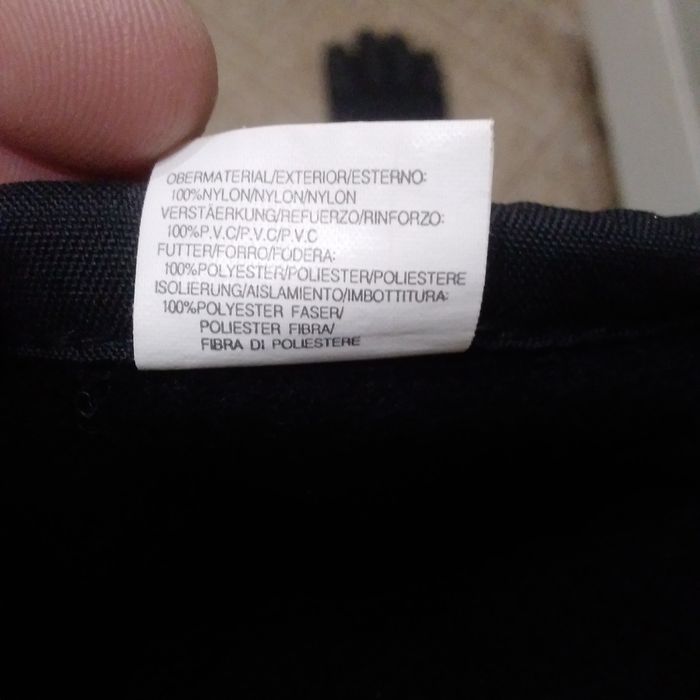 OBERMATERIAL/EXTERIOR/ESTERNO:
100%NYLON/NYLON/NYLON
VERSTÄERKUNG/REFUERZO/RINFORZO:
100%P.V.C/P.V.C/P.V.C
FUTTER/FORRO/FODERA:
100%POLYESTER/POLIESTER/POLIESTERE
ISOLIERUNG/AISLAMIENTO/IMBOTTITURA:
100%POLYESTER FASER/
POLIESTER FIBRA/
FIBRA DI POLIESTERE